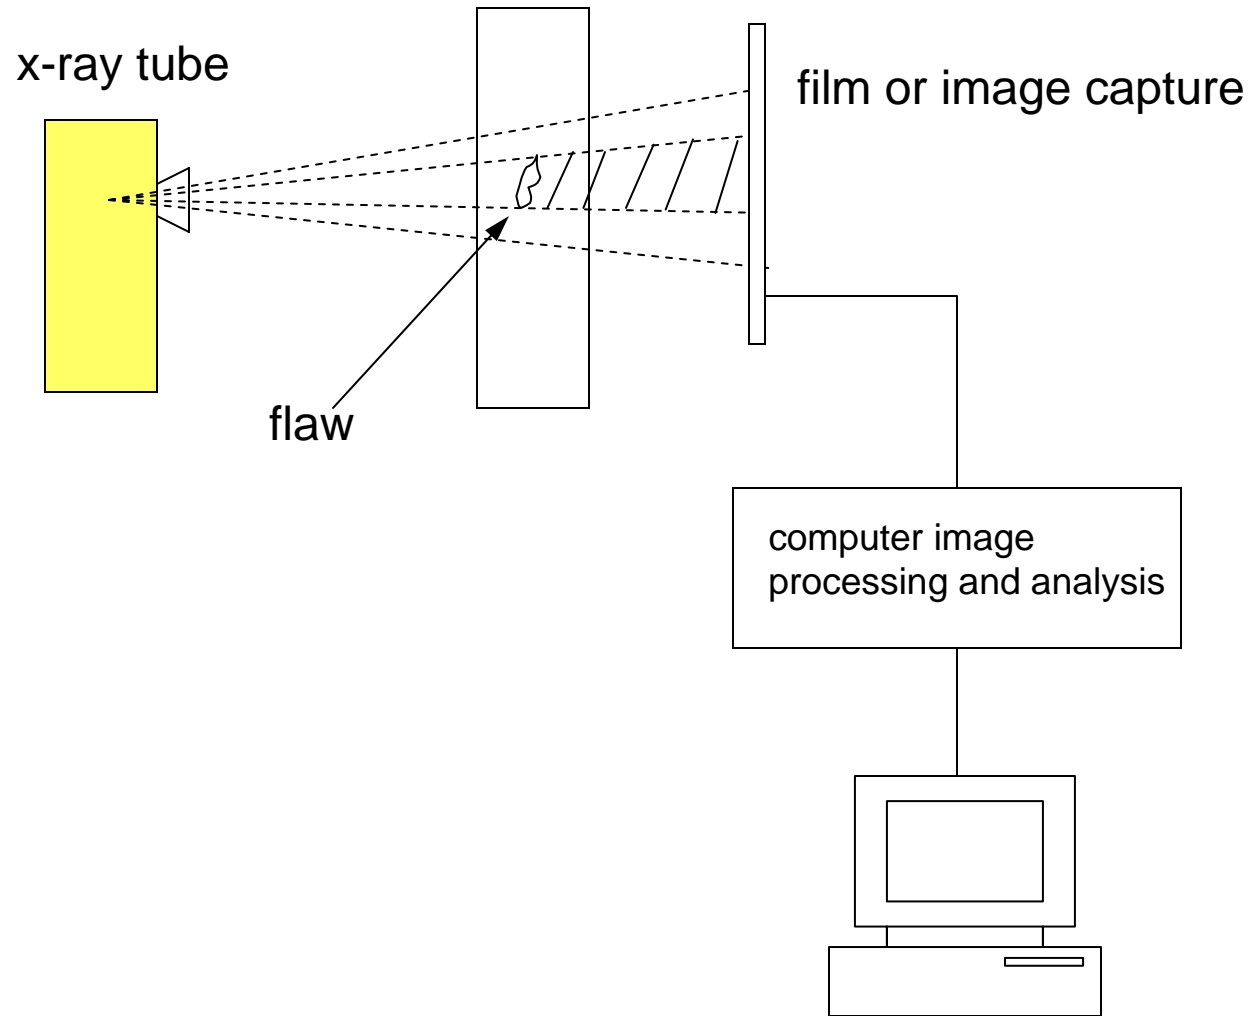 x-ray tube
film or image capture
flaw
computer image
processing and analysis